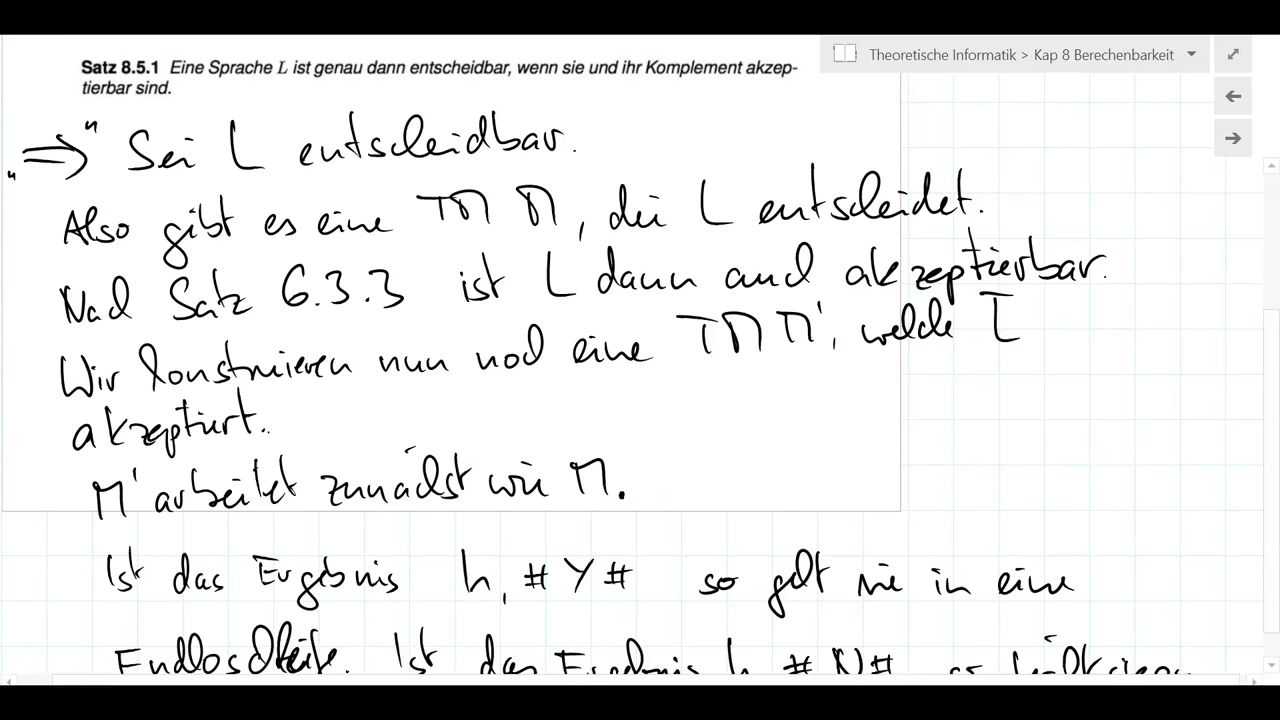 Theoretische Informatik > Kap 8 Berechenbarkeit
Satz 8.5.1 Eine Sprache L ist genau dann entscheidbar, wenn sie und ihr Komplement akzep-
tierbar sind.
„⇒" Sei L entscheidbar.
Also gibt es eine TM M, die L entscheidet.
Nach Satz 6.3.3 ist L dann auch akzeptierbar.
Wir konstruieren nun noch eine TM M', welche L̅
akzeptiert.
M' arbeitet zunächst wie M.
Ist das Ergebnis h, # Y # so geht sie in eine
Endlosschleife. Ist das Ergebnis h # N # so hält sie